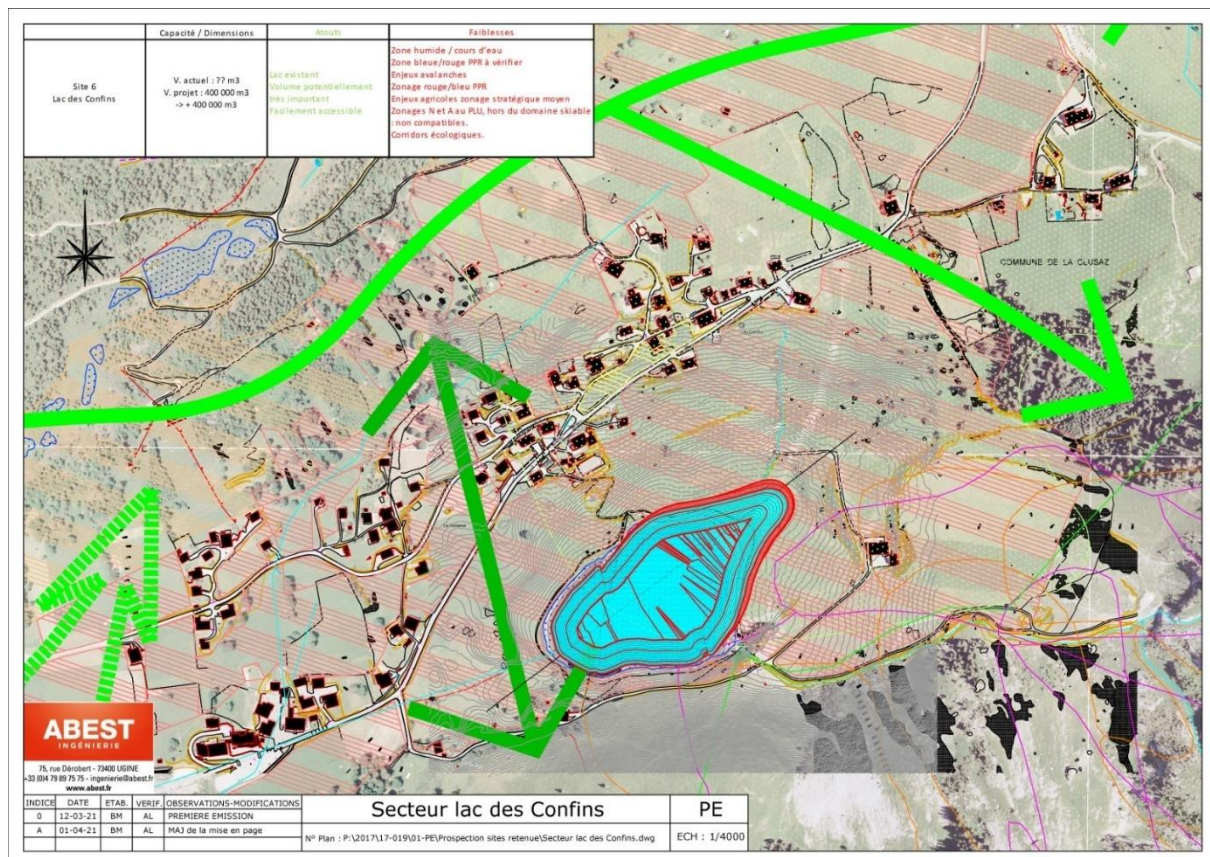 Capacité / Dimensions
Atouts
Faiblesses
Site 6
Lac des Confins
V. actuel : ?? m3
V. projet : 400 000 m3
-> + 400 000 m3
Lac existant
Volume potentiellement
très important
Facilement accessible
Zone humide / cours d'eau
Zone bleue/rouge PPR à vérifier
Enjeux avalanches
Zonage rouge/bleu PPR
Enjeux agricoles zonage stratégique moyen
Zonages N et A au PLU, hors du domaine skiable
: non compatibles.
Corridors écologiques.
N
COMMUNE DE LA CLUSAZ
ABEST
INGÉNIERIE
75, rue Dérobert - 73400 UGINE
+33 (0)4 79 89 75 75 - ingenierie@abest.fr
www.abest.fr
INDICE DATE ETAB. VERIF. OBSERVATIONS-MODIFICATIONS
0 12-03-21 BM AL PREMIERE EMISSION
A 01-04-21 BM AL MAJ de la mise en page
Secteur lac des Confins
N° Plan : P:\2017\17-019\01-PE\Prospection sites retenue\Secteur lac des Confins.dwg
PE
ECH : 1/4000